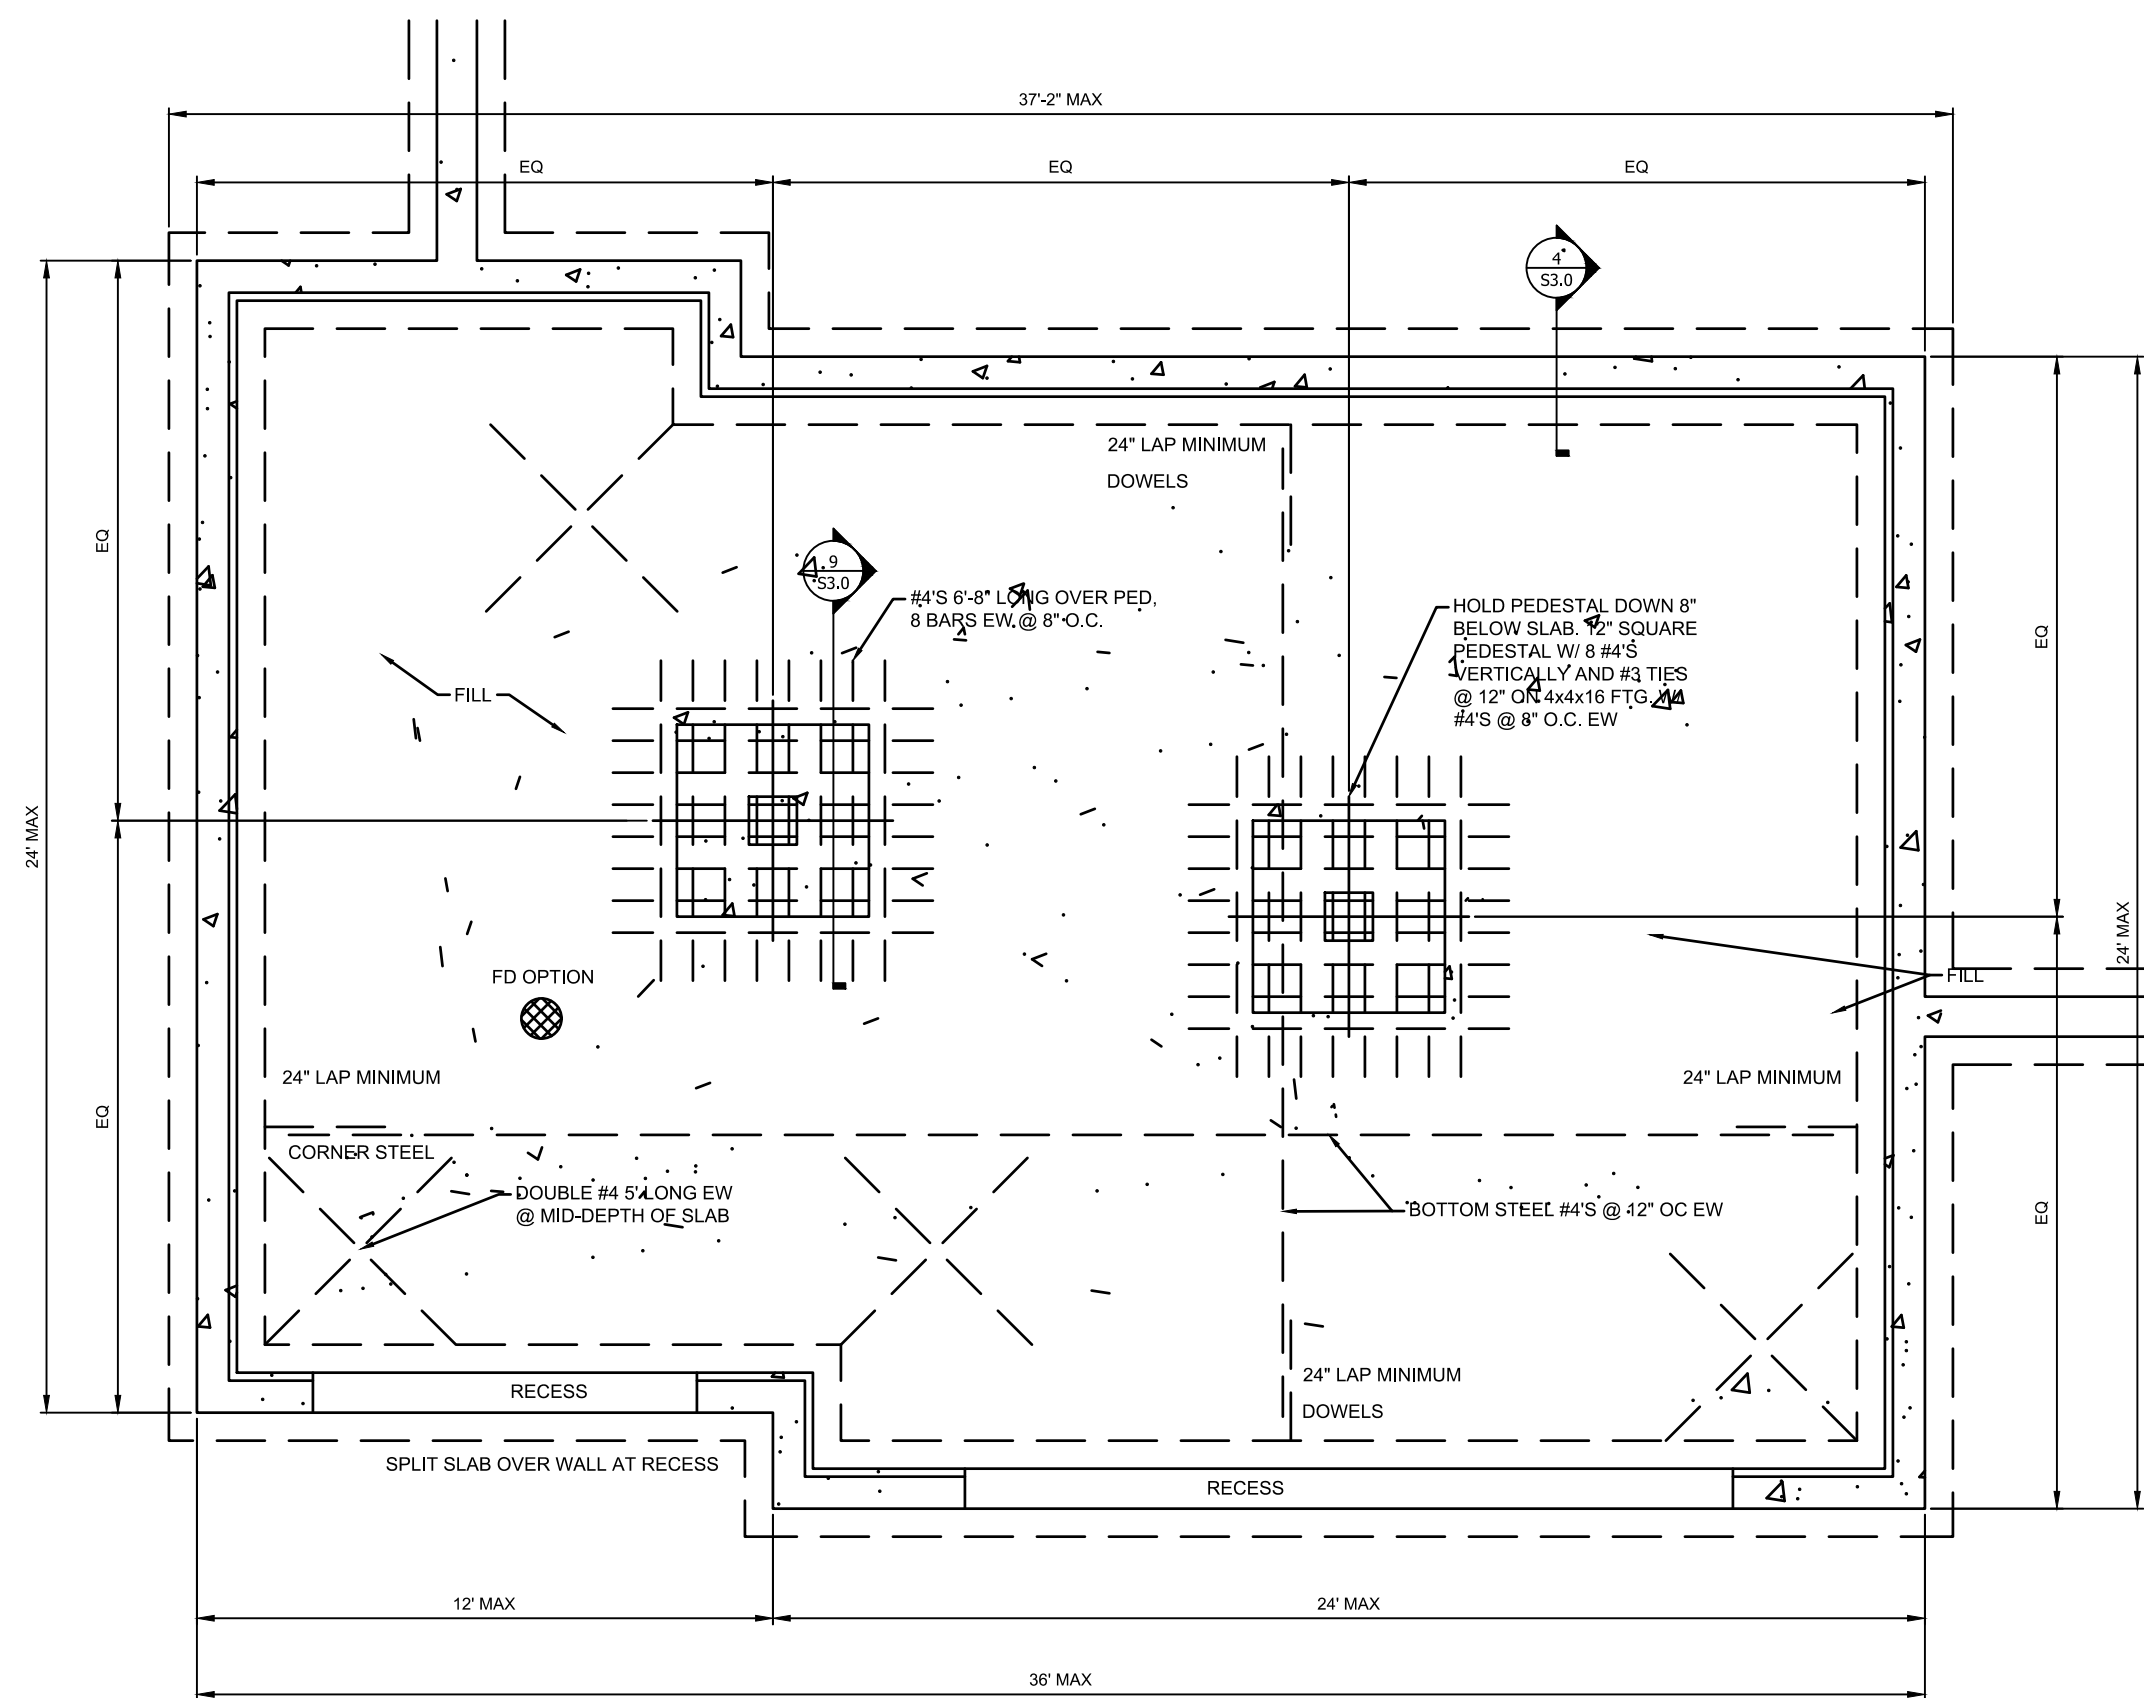 37'-2" MAX
EQ
EQ
EQ
4
S3.0
24" LAP MINIMUM
DOWELS
EQ
9
S3.0
#4'S 6'-8" LONG OVER PED,
8 BARS EW @ 8" O.C.
HOLD PEDESTAL DOWN 8"
BELOW SLAB. 12" SQUARE
PEDESTAL W/ 8 #4'S
VERTICALLY AND #3 TIES
@ 12" ON 4x4x16 FTG. W/
#4'S @ 8" O.C. EW
EQ
FILL
24' MAX
24' MAX
FD OPTION
FILL
24" LAP MINIMUM
24" LAP MINIMUM
EQ
CORNER STEEL
DOUBLE #4 5' LONG EW
@ MID-DEPTH OF SLAB
BOTTOM STEEL #4'S @ 12" OC EW
EQ
RECESS
24" LAP MINIMUM
DOWELS
SPLIT SLAB OVER WALL AT RECESS
RECESS
12' MAX
24' MAX
36' MAX